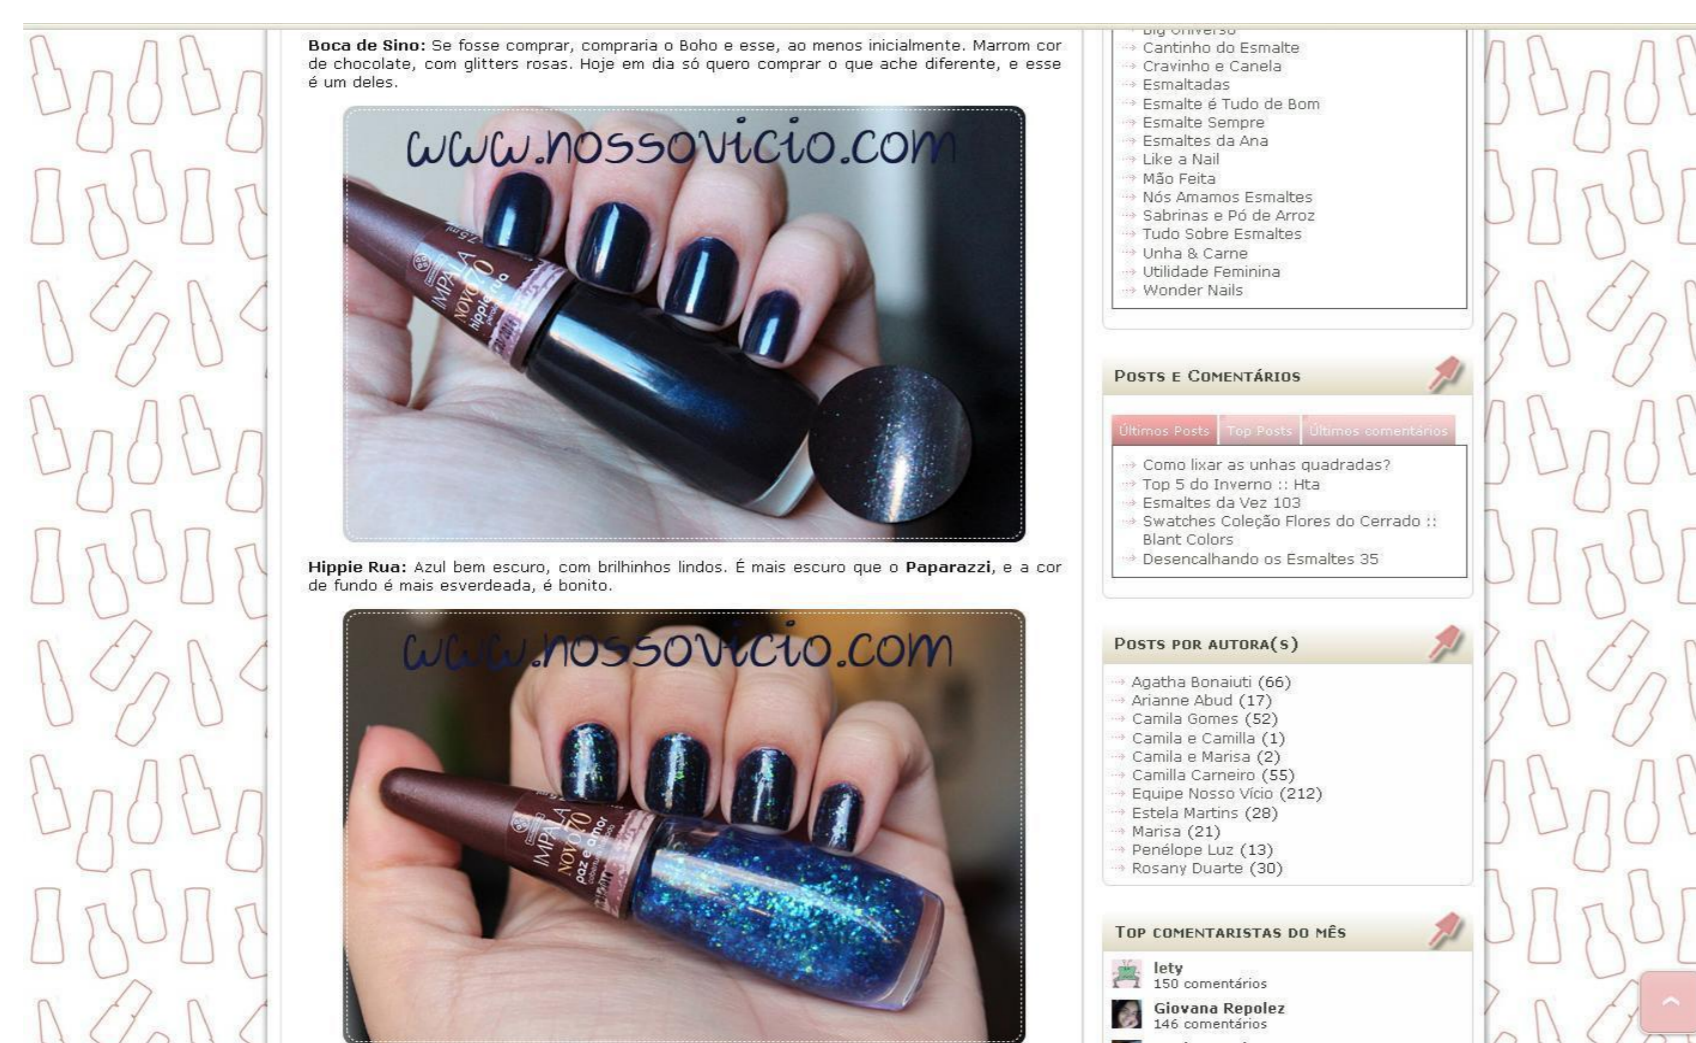 Boca de Sino: Se fosse comprar, compraria o Boho e esse, ao menos inicialmente. Marrom cor
de chocolate, com glitters rosas. Hoje em dia só quero comprar o que ache diferente, e esse
é um deles.
www.nossovicio.com
7,5 ml
IMPALA
NOVO70
hippie rua
Hippie Rua: Azul bem escuro, com brilhinhos lindos. É mais escuro que o Paparazzi, e a cor
de fundo é mais esverdeada, é bonito.
www.nossovicio.com
IMPALA
NOVO70
paz e amor
Big Universo
Cantinho do Esmalte
Cravinho e Canela
Esmaltadas
Esmalte é Tudo de Bom
Esmalte Sempre
Esmaltes da Ana
Like a Nail
Mão Feita
Nós Amamos Esmaltes
Sabrinas e Pó de Arroz
Tudo Sobre Esmaltes
Unha & Carne
Utilidade Feminina
Wonder Nails
Posts e Comentários
Últimos Posts Top Posts Últimos comentários
Como lixar as unhas quadradas?
Top 5 do Inverno :: Hta
Esmaltes da Vez 103
Swatches Coleção Flores do Cerrado ::
Blant Colors
Desencalhando os Esmaltes 35
Posts por autora(s)
Agatha Bonaiuti (66)
Arianne Abud (17)
Camila Gomes (52)
Camila e Camilla (1)
Camila e Marisa (2)
Camilla Carneiro (55)
Equipe Nosso Vício (212)
Estela Martins (28)
Marisa (21)
Penélope Luz (13)
Rosany Duarte (30)
Top comentaristas do mês
lety
150 comentários
Giovana Repolez
146 comentários